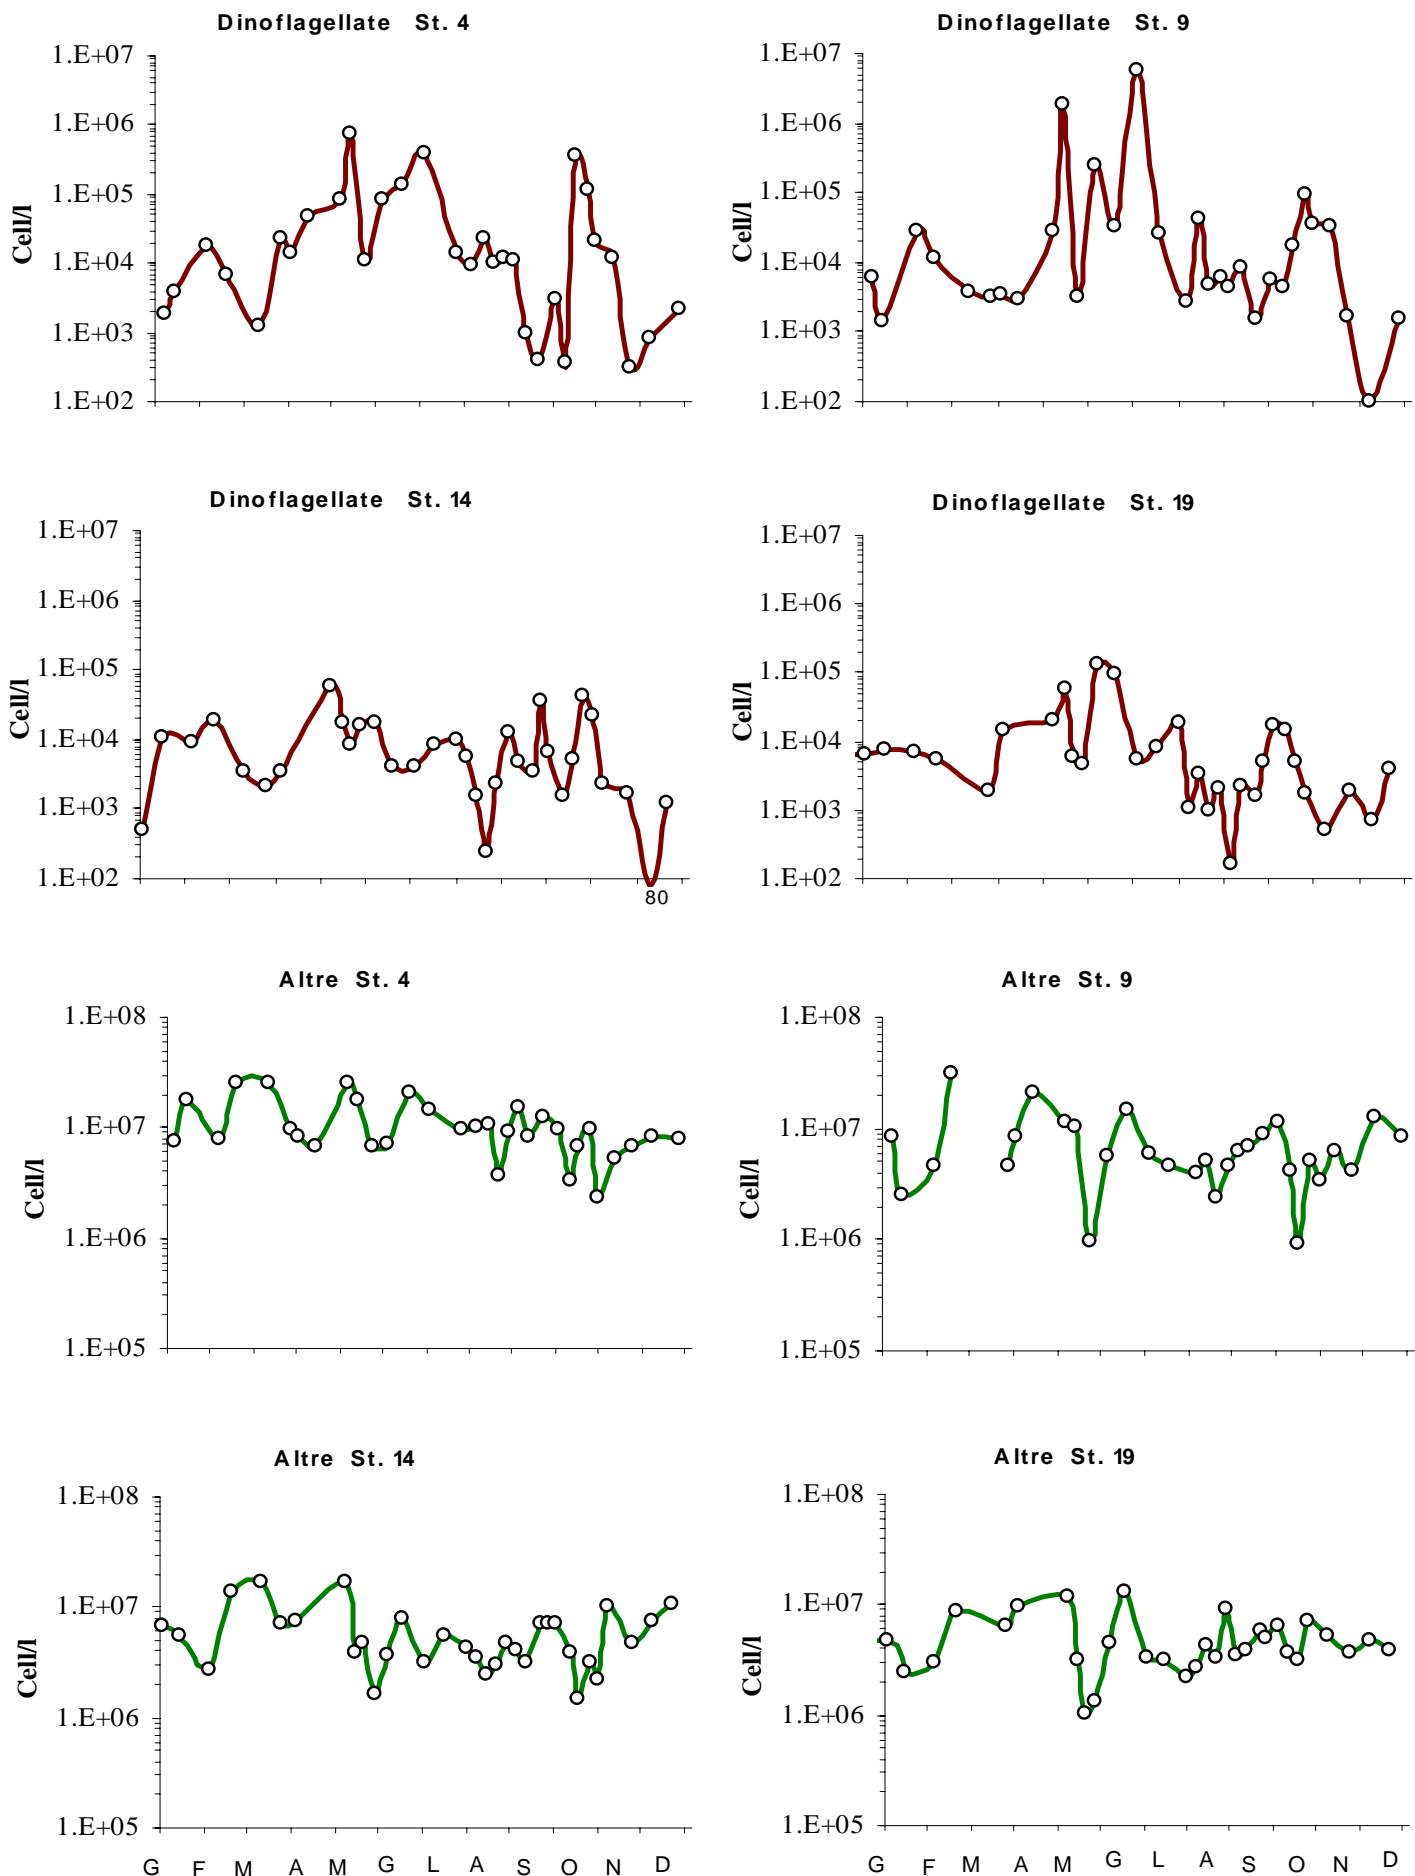 Dinoflagellate St. 4
1.E+07
1.E+06
1.E+05
1.E+04
1.E+03
1.E+02
Cell/l
Dinoflagellate St. 9
1.E+07
1.E+06
1.E+05
1.E+04
1.E+03
1.E+02
Cell/l
Dinoflagellate St. 14
1.E+07
1.E+06
1.E+05
1.E+04
1.E+03
1.E+02
Cell/l
80
Dinoflagellate St. 19
1.E+07
1.E+06
1.E+05
1.E+04
1.E+03
1.E+02
Cell/l
Altre St. 4
1.E+08
1.E+07
1.E+06
1.E+05
Cell/l
Altre St. 9
1.E+08
1.E+07
1.E+06
1.E+05
Cell/l
Altre St. 14
1.E+08
1.E+07
1.E+06
1.E+05
Cell/l
G F M A M G L A S O N D
Altre St. 19
1.E+08
1.E+07
1.E+06
1.E+05
Cell/l
G F M A M G L A S O N D